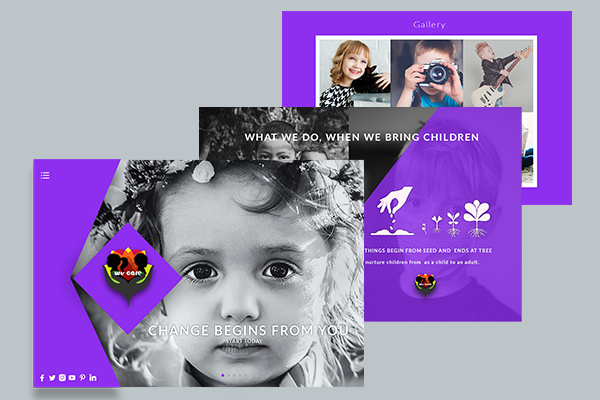 Gallery
WHAT WE DO, WHEN WE BRING CHILDREN
THINGS BEGIN FROM SEED AND ENDS AT TREE
nurture children from as a child to an adult.
we care
CHANGE BEGINS FROM YOU
START TODAY